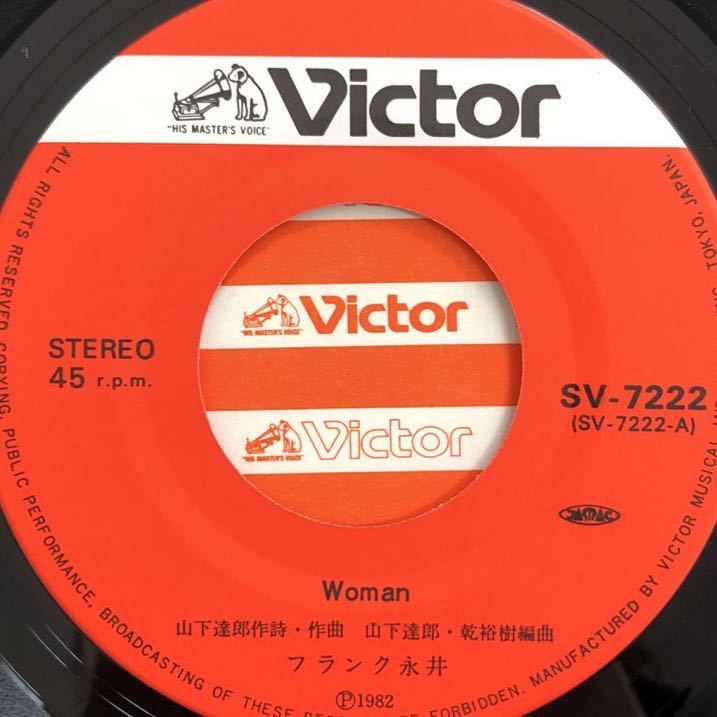 "HIS MASTER'S VOICE"
Victor
STEREO
45 r.p.m.
"HIS MASTER'S VOICE"
Victor
"HIS MASTER'S VOICE"
Victor
SV-7222
(SV-7222-A)
JASRAC
Woman
山下達郎作詩・作曲 山下達郎・乾裕樹編曲
フランク永井
Ⓟ1982
ALL RIGHTS RESERVED. COPYING, PUBLIC PERFORMANCE, BROADCASTING OF THESE FORBIDDEN. MANUFACTURED BY VICTOR MUSICAL TOKYO, JAPAN.